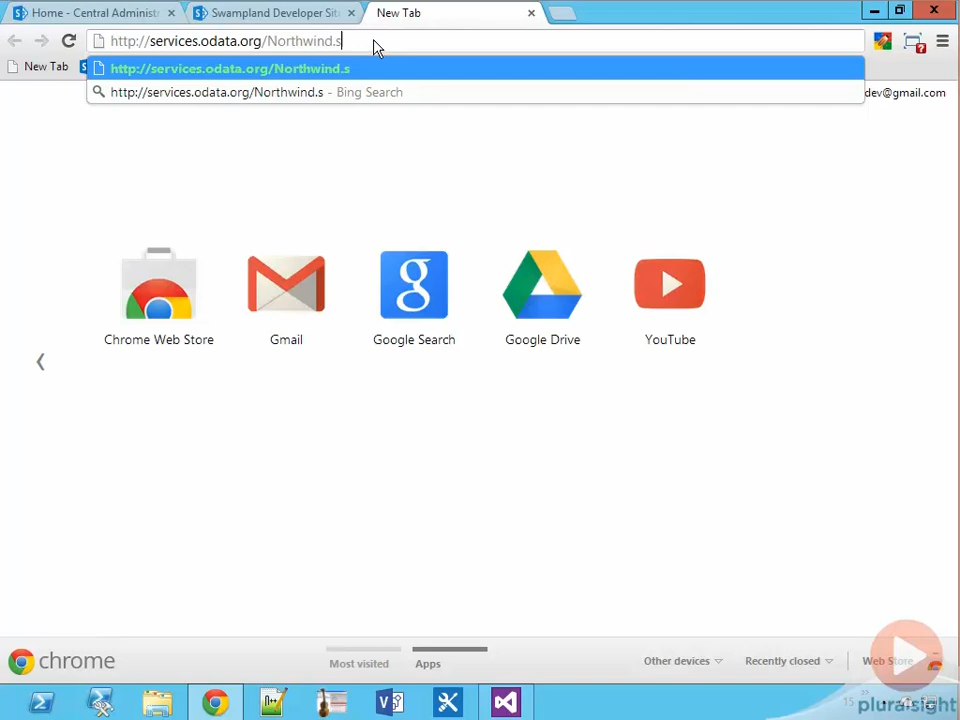 Home - Central Administr
Swampland Developer Sit
New Tab
http://services.odata.org/Northwind.s
New Tab
http://services.odata.org/Northwind.s
http://services.odata.org/Northwind.s - Bing Search
dev@gmail.com
Chrome Web Store
Gmail
Google Search
Google Drive
YouTube
chrome
Most visited
Apps
Other devices
Recently closed
Web Store
pluralsight